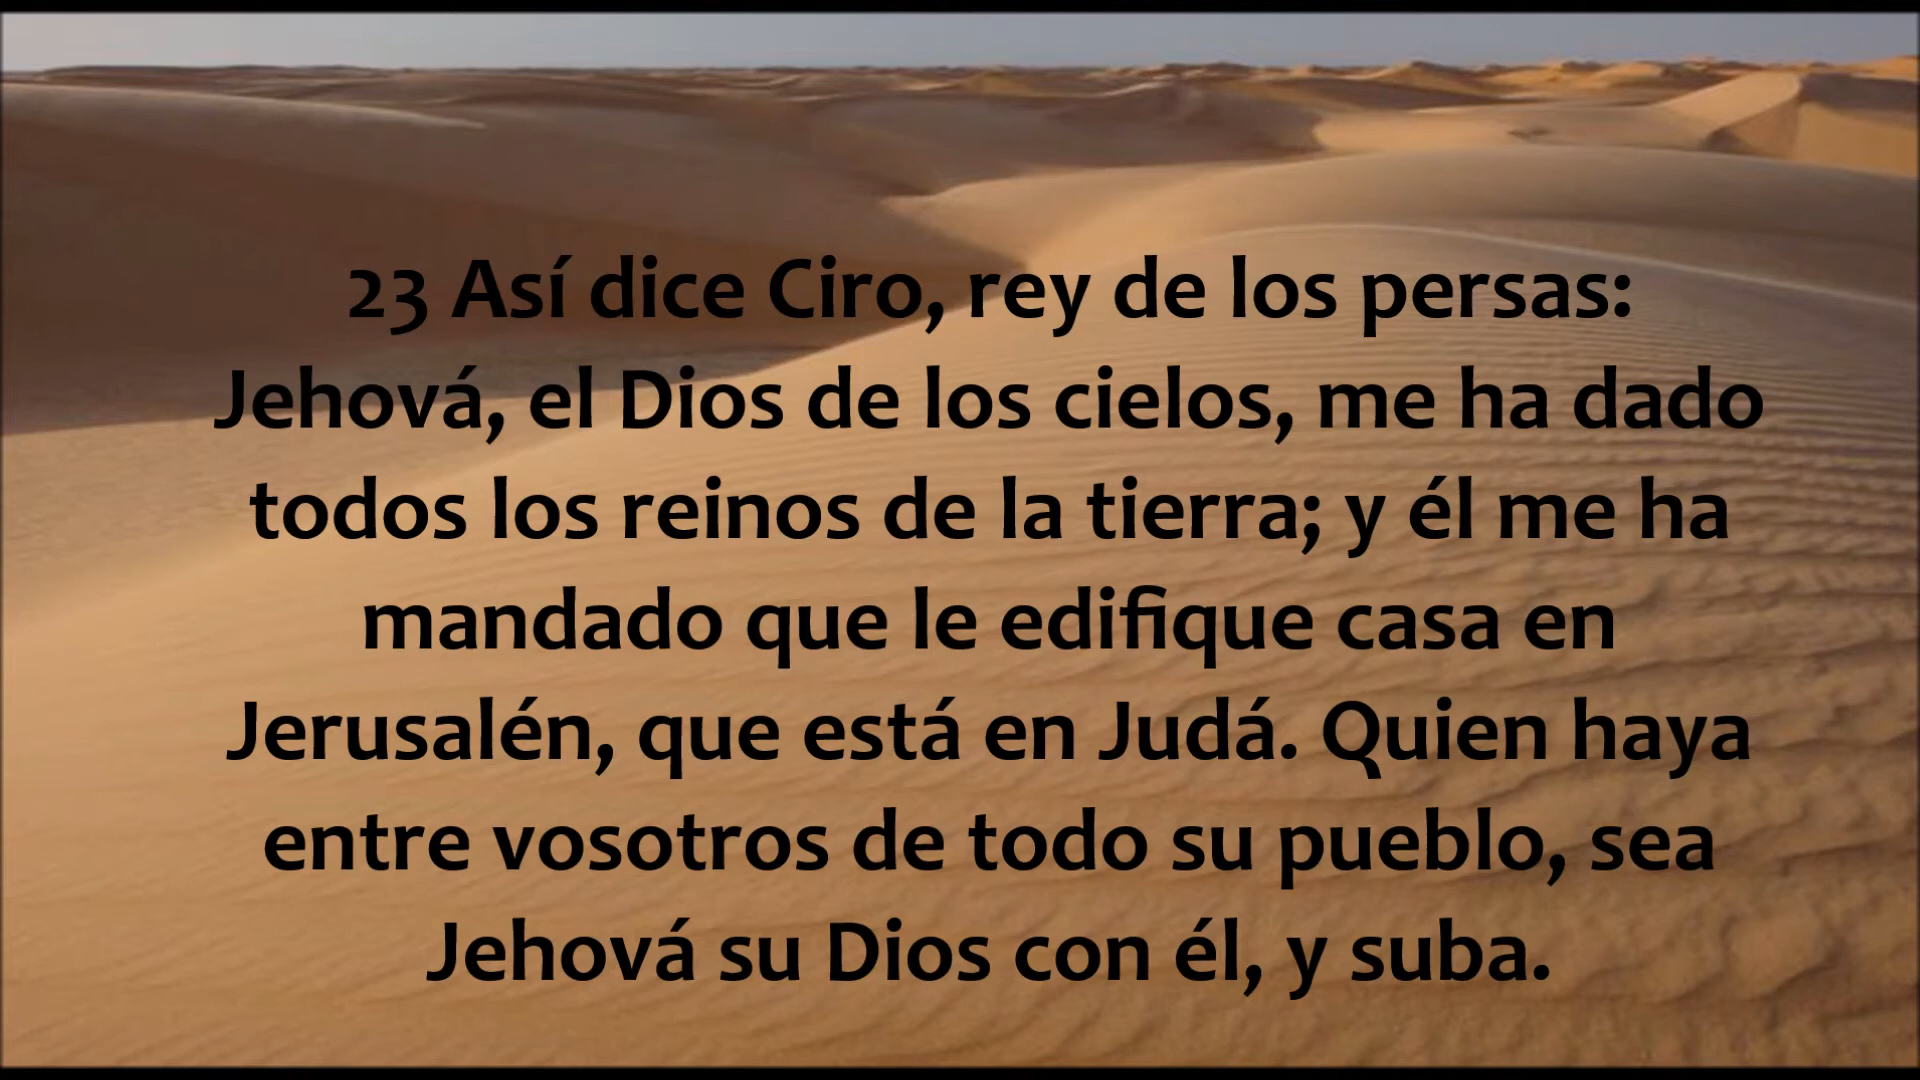 23 Así dice Ciro, rey de los persas:
Jehová, el Dios de los cielos, me ha dado
todos los reinos de la tierra; y él me ha
mandado que le edifique casa en
Jerusalén, que está en Judá. Quien haya
entre vosotros de todo su pueblo, sea
Jehová su Dios con él, y suba.